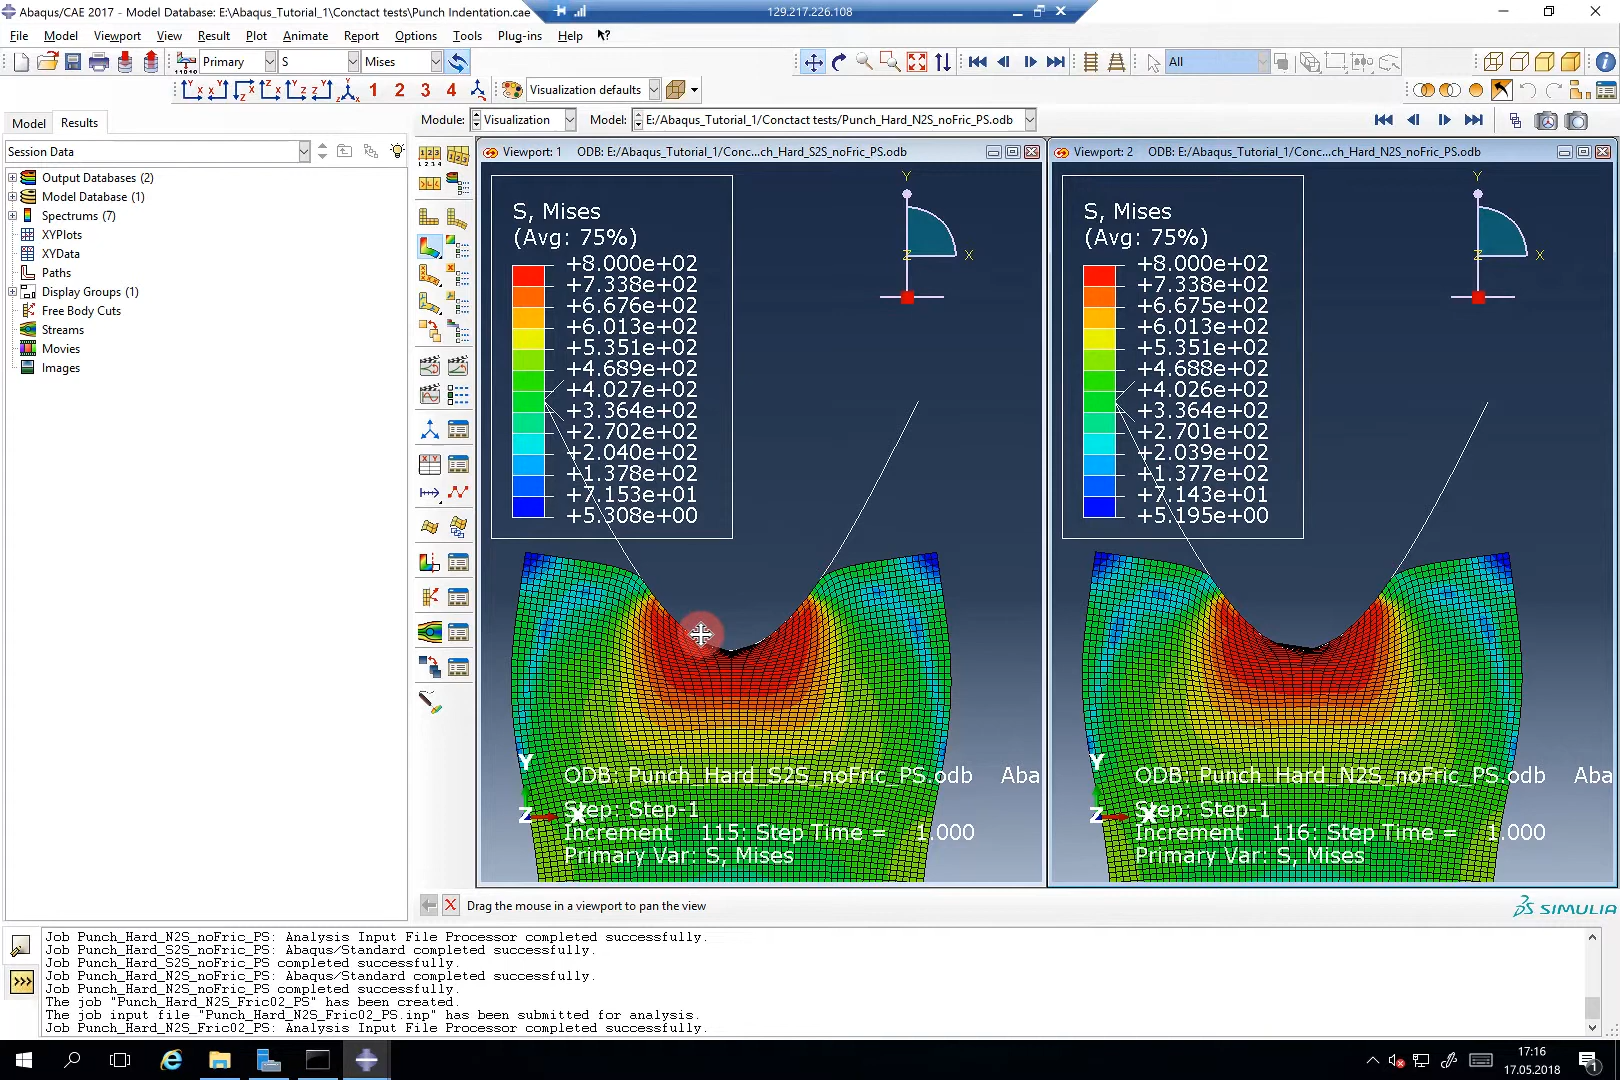 Abaqus/CAE 2017 - Model Database: E:\Abaqus_Tutorial_1\Conctact tests\Punch Indentation.cae
129.217.226.108
File Model Viewport View Result Plot Animate Report Options Tools Plug-ins Help
Primary S Mises All
1 2 3 4 Visualization defaults
Model Results
Module: Visualization Model: E:/Abaqus_Tutorial_1/Conctact tests/Punch_Hard_N2S_noFric_PS.odb
Session Data
Output Databases (2)
Model Database (1)
Spectrums (7)
XYPlots
XYData
Paths
Display Groups (1)
Free Body Cuts
Streams
Movies
Images
Viewport: 1 ODB: E:/Abaqus_Tutorial_1/Conc...ch_Hard_S2S_noFric_PS.odb
S, Mises
(Avg: 75%)
+8.000e+02
+7.338e+02
+6.676e+02
+6.013e+02
+5.351e+02
+4.689e+02
+4.027e+02
+3.364e+02
+2.702e+02
+2.040e+02
+1.378e+02
+7.153e+01
+5.308e+00
Y
Z X
Y
Z X
ODB: Punch_Hard_S2S_noFric_PS.odb Aba
Step: Step-1
Increment 115: Step Time = 1.000
Primary Var: S, Mises
Viewport: 2 ODB: E:/Abaqus_Tutorial_1/Conc...ch_Hard_N2S_noFric_PS.odb
S, Mises
(Avg: 75%)
+8.000e+02
+7.338e+02
+6.675e+02
+6.013e+02
+5.351e+02
+4.688e+02
+4.026e+02
+3.364e+02
+2.701e+02
+2.039e+02
+1.377e+02
+7.143e+01
+5.195e+00
Y
Z X
Y
Z X
ODB: Punch_Hard_N2S_noFric_PS.odb Aba
Step: Step-1
Increment 116: Step Time = 1.000
Primary Var: S, Mises
Drag the mouse in a viewport to pan the view
SIMULIA
Job Punch_Hard_N2S_noFric_PS: Analysis Input File Processor completed successfully.
Job Punch_Hard_S2S_noFric_PS: Abaqus/Standard completed successfully.
Job Punch_Hard_S2S_noFric_PS completed successfully.
Job Punch_Hard_N2S_noFric_PS: Abaqus/Standard completed successfully.
Job Punch_Hard_N2S_noFric_PS completed successfully.
The job "Punch_Hard_N2S_Fric02_PS" has been created.
The job input file "Punch_Hard_N2S_Fric02_PS.inp" has been submitted for analysis.
Job Punch_Hard_N2S_Fric02_PS: Analysis Input File Processor completed successfully.
17:16
17.05.2018
1